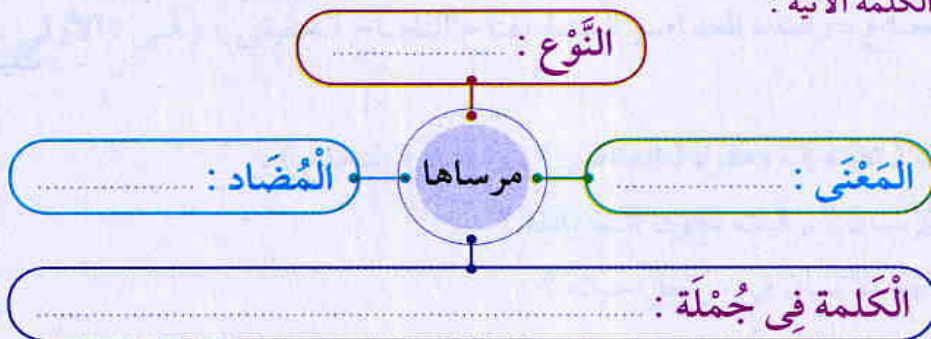 الكلمة الآتية :
النَّوْع : ..................
المَعْنَى : ..................
مرساها
الْمُضَاد : ..................
الْكَلمة فِى جُمْلَة : ..................................................................